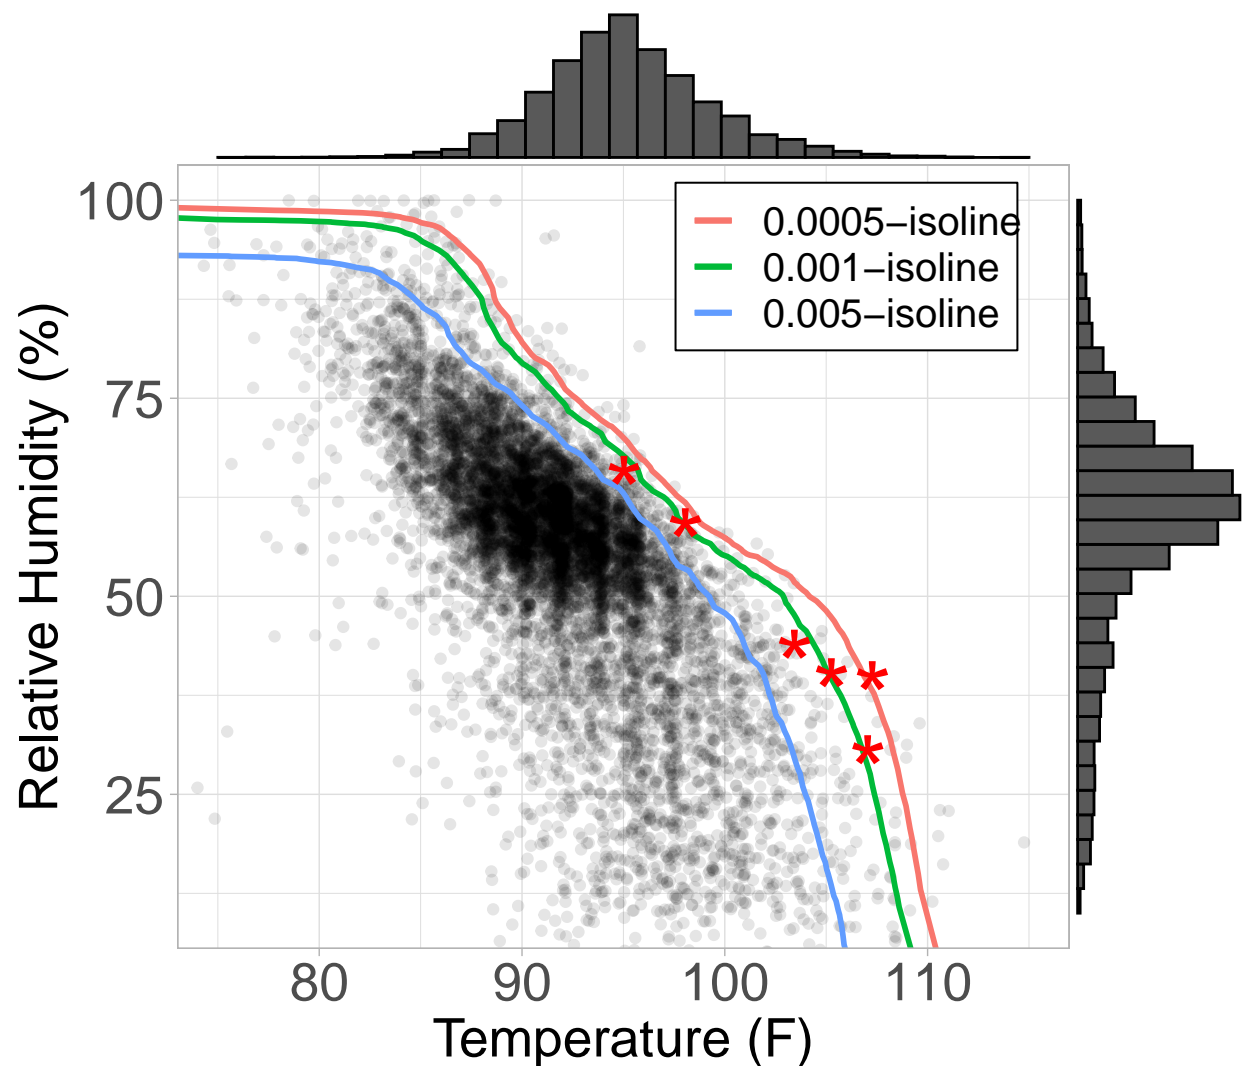 100
75
50
25
Relative Humidity (%)
0.0005−isoline
0.001−isoline
0.005−isoline
80 90 100 110
Temperature (F)